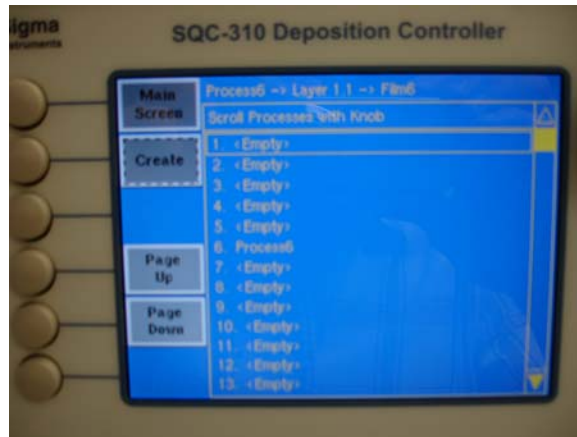 igma
SQC-310 Deposition Controller
struments
Main
Screen
Process6 -> Layer 1.1 -> Film6
Scroll Processes With Knob
Create
1. <Empty>
2. <Empty>
3. <Empty>
4. <Empty>
5. <Empty>
6. Process6
Page
Up
7. <Empty>
8. <Empty>
9. <Empty>
Page
Down
10. <Empty>
11. <Empty>
12. <Empty>
13. <Empty>